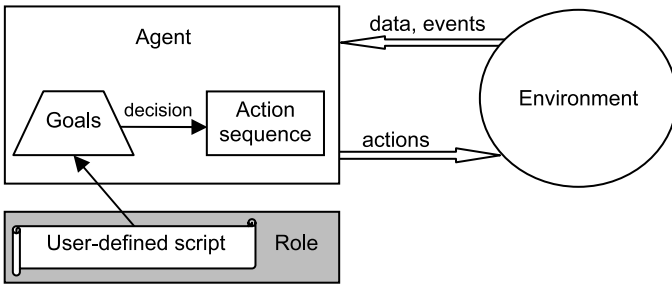 data, events
Agent
Environment
Goals
decision
Action
sequence
actions
User-defined script
Role